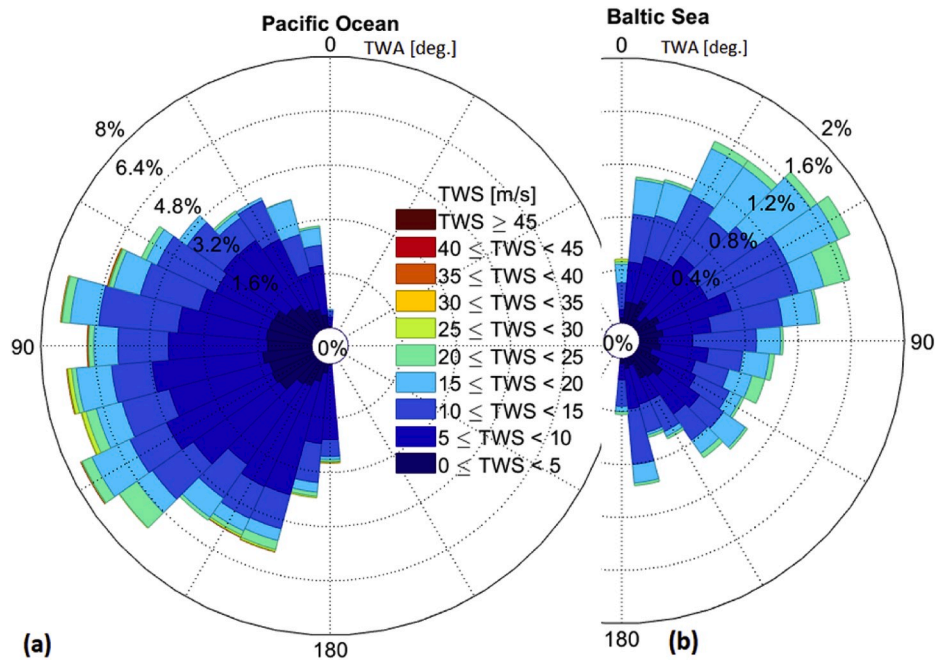 Pacific Ocean
0 TWA [deg.]
8%
6.4%
4.8%
3.2%
1.6%
0%
90
180
(a)
TWS [m/s]
TWS ≥ 45
40 ≤ TWS < 45
35 ≤ TWS < 40
30 ≤ TWS < 35
25 ≤ TWS < 30
20 ≤ TWS < 25
15 ≤ TWS < 20
10 ≤ TWS < 15
5 ≤ TWS < 10
0 ≤ TWS < 5
Baltic Sea
0 TWA [deg.]
2%
1.6%
1.2%
0.8%
0.4%
0%
90
180
(b)